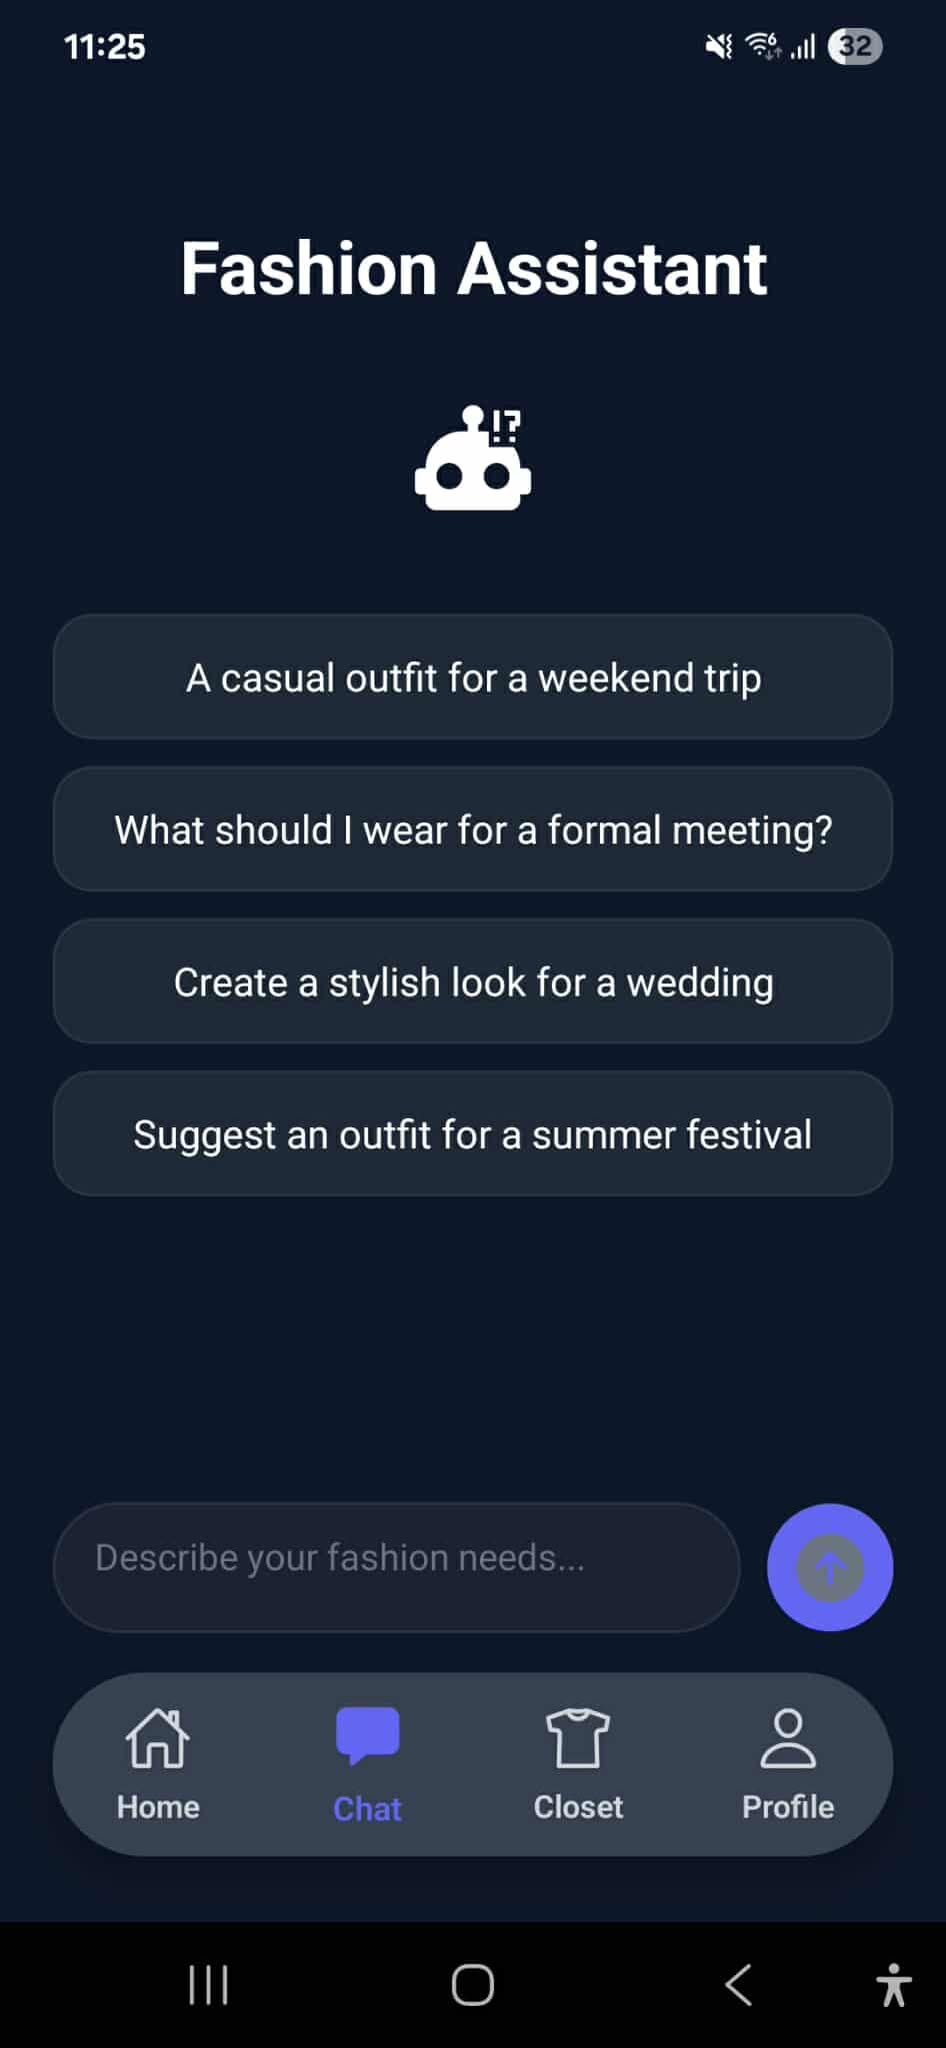 11:25
6
32
Fashion Assistant
!?
A casual outfit for a weekend trip
What should I wear for a formal meeting?
Create a stylish look for a wedding
Suggest an outfit for a summer festival
Describe your fashion needs...
Home
Chat
Closet
Profile